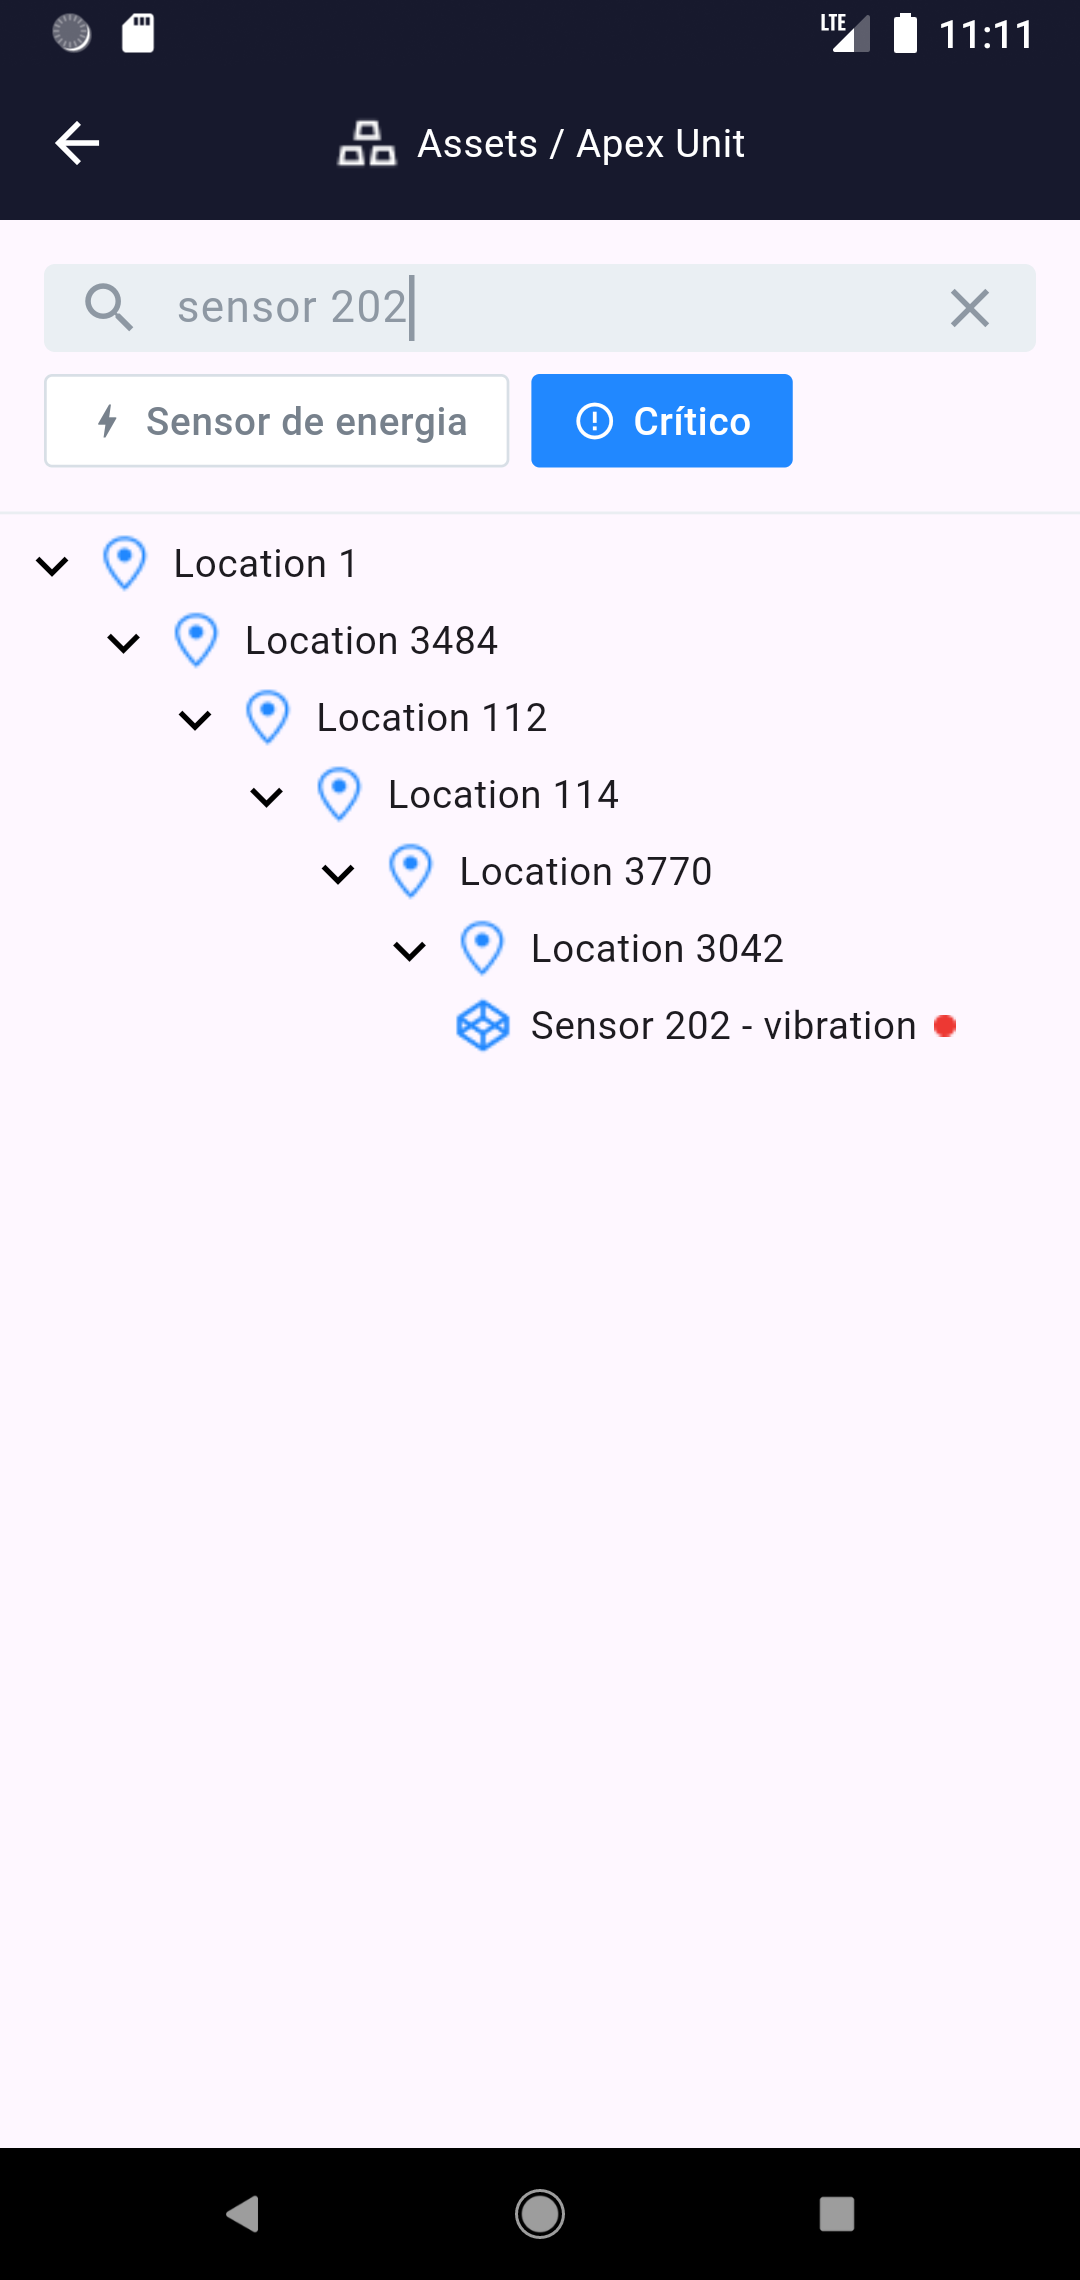 LTE 11:11
Assets / Apex Unit
sensor 202
Sensor de energia
Crítico
Location 1
Location 3484
Location 112
Location 114
Location 3770
Location 3042
Sensor 202 - vibration